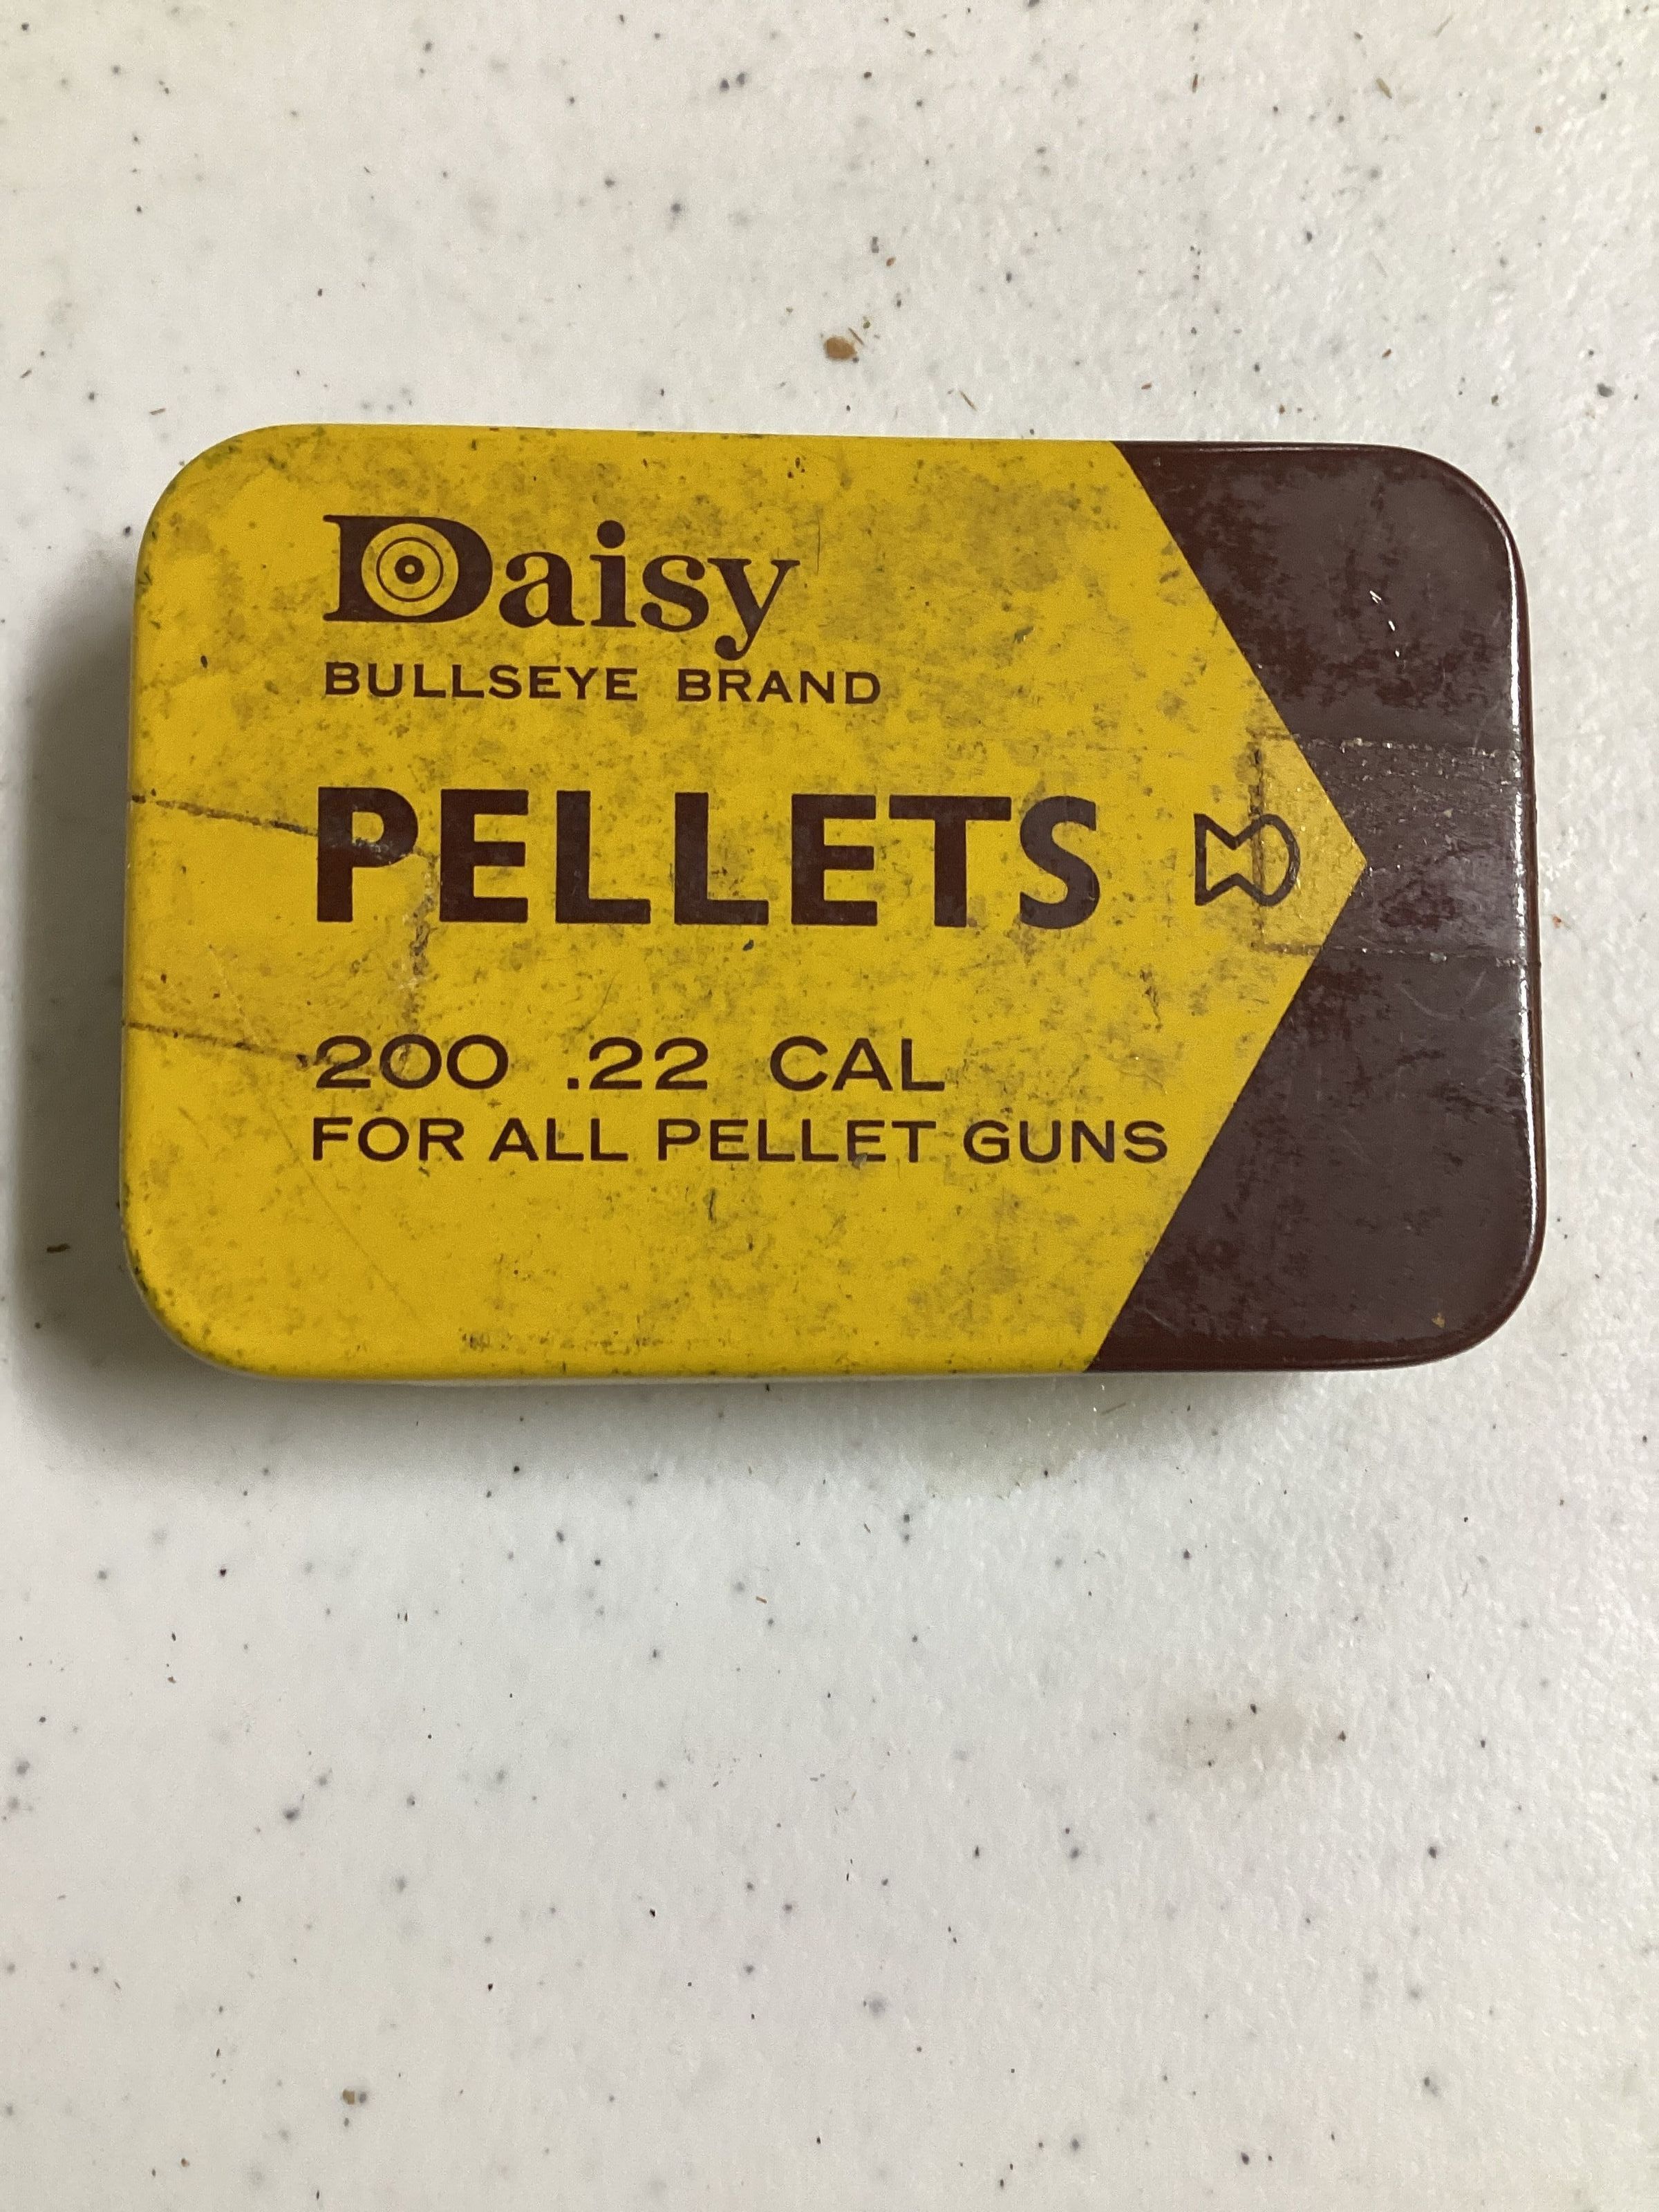 Daisy
BULLSEYE BRAND
PELLETS
200 .22 CAL
FOR ALL PELLET GUNS